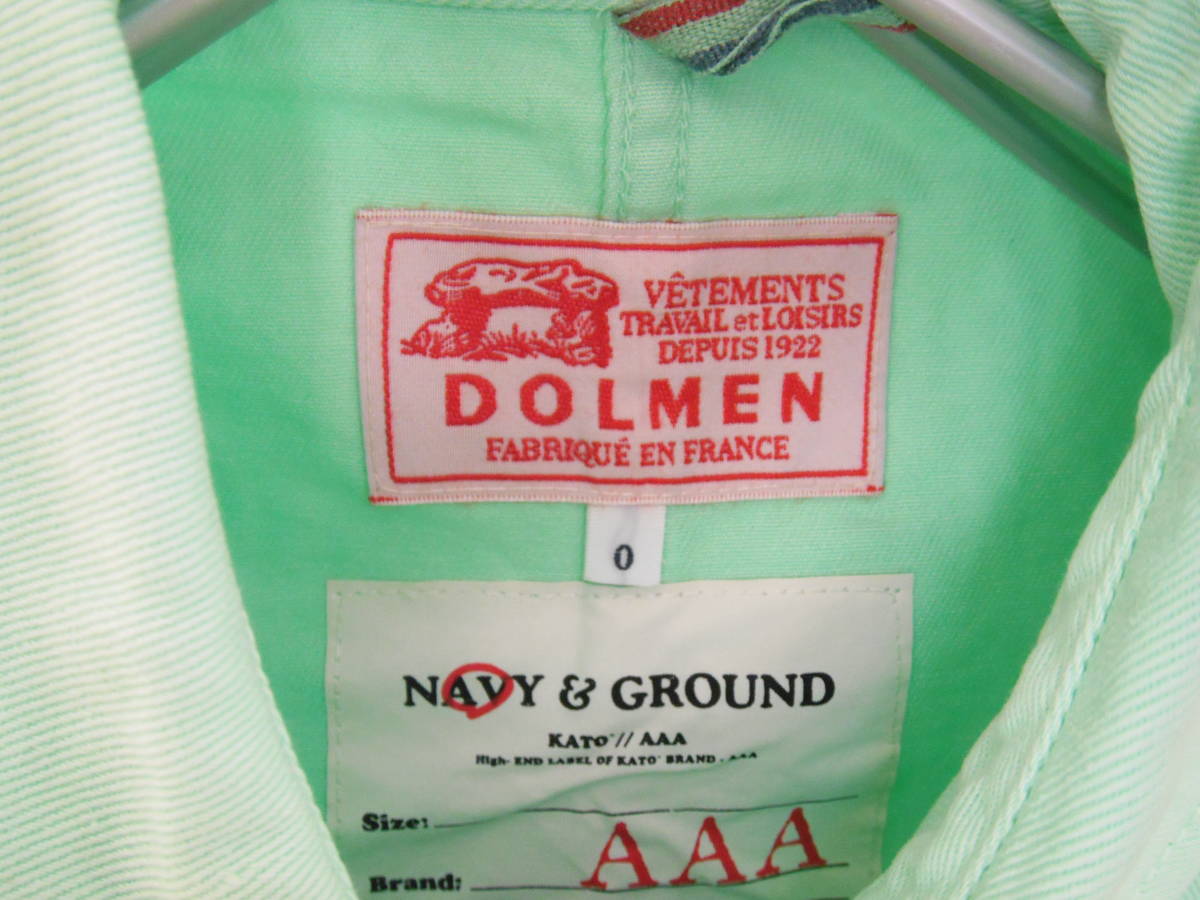 VÊTEMENTS
TRAVAIL et LOISIRS
DEPUIS 1922
DOLMEN
FABRIQUÉ EN FRANCE
0
NAVY & GROUND
KATO'// AAA
High-END LABEL OF KATO' BRAND. AAA
Size:
AAA
Brand: